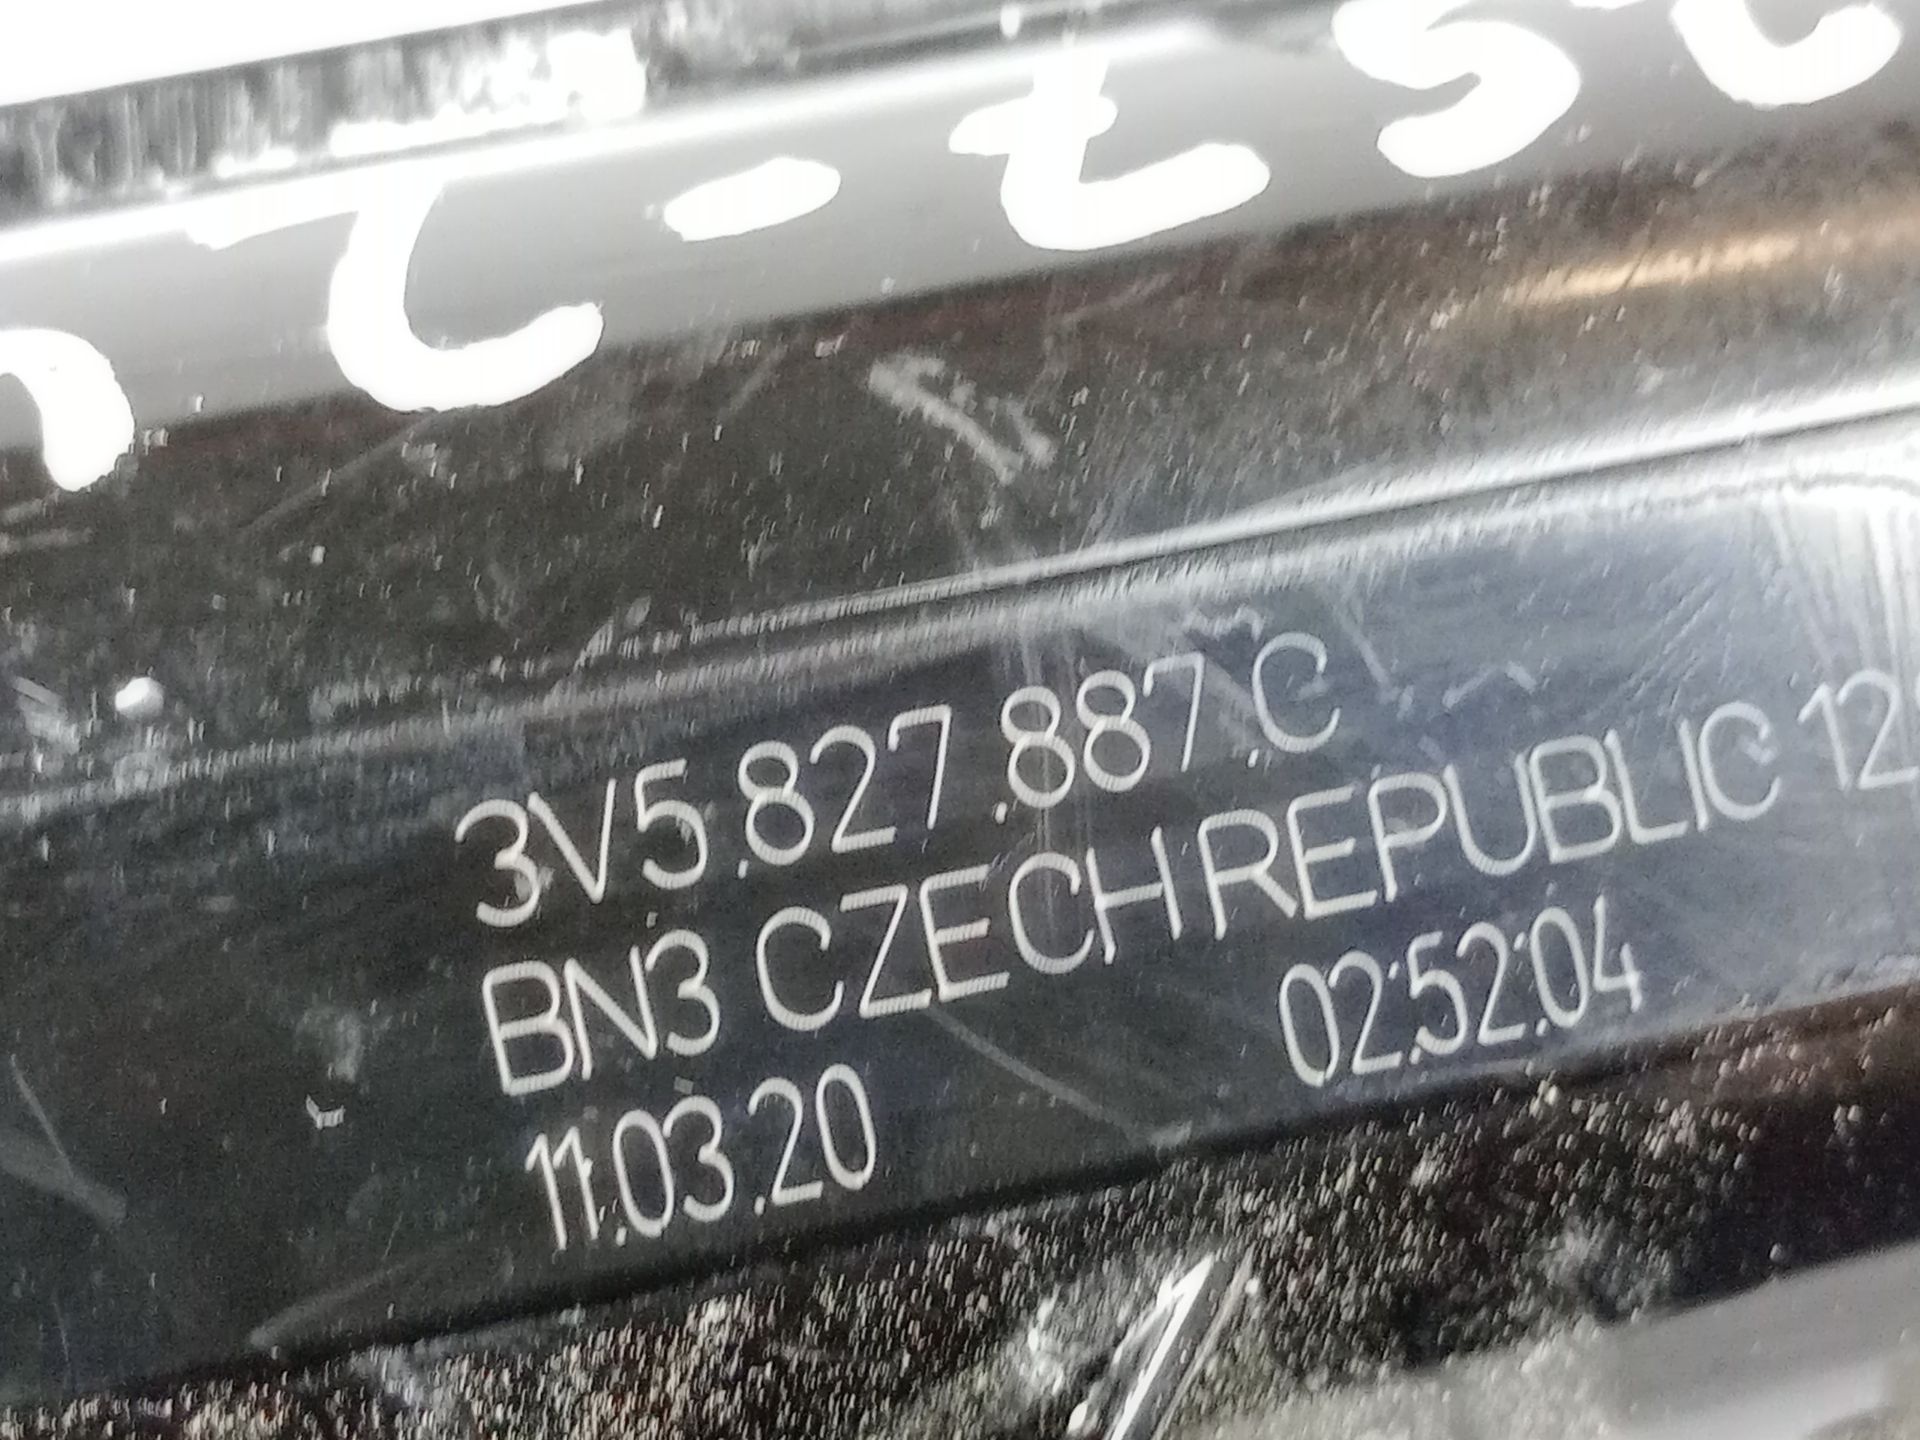 3V5.827.887.C
BN3 CZECH REPUBLIC
11.03.20 02:52:04